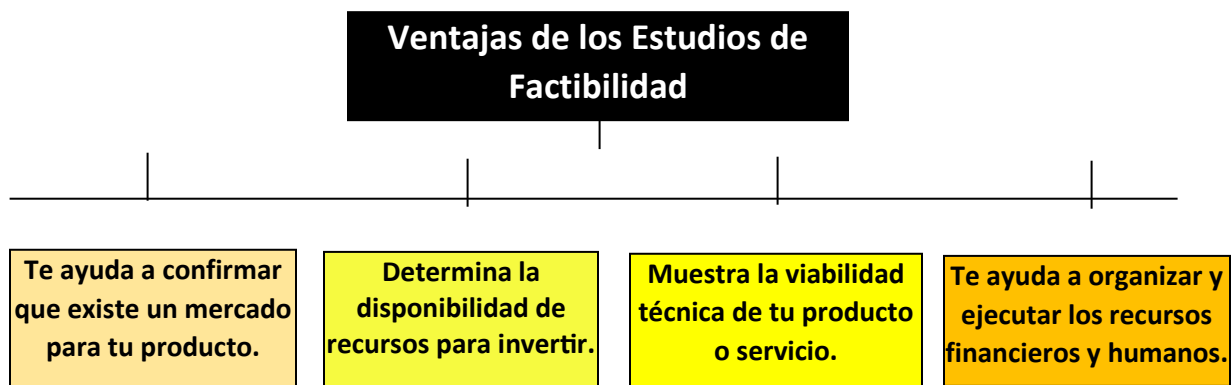 Ventajas de los Estudios de
Factibilidad
Te ayuda a confirmar
que existe un mercado
para tu producto.
Determina la
disponibilidad de
recursos para invertir.
Muestra la viabilidad
técnica de tu producto
o servicio.
Te ayuda a organizar y
ejecutar los recursos
financieros y humanos.